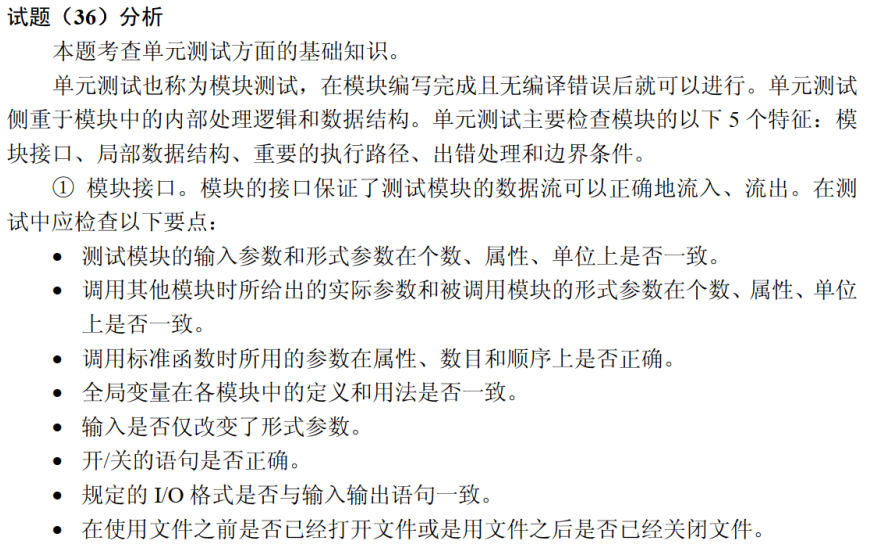 试题（36）分析
本题考查单元测试方面的基础知识。
单元测试也称为模块测试，在模块编写完成且无编译错误后就可以进行。单元测试
侧重于模块中的内部处理逻辑和数据结构。单元测试主要检查模块的以下 5 个特征：模
块接口、局部数据结构、重要的执行路径、出错处理和边界条件。
① 模块接口。模块的接口保证了测试模块的数据流可以正确地流入、流出。在测
试中应检查以下要点：
• 测试模块的输入参数和形式参数在个数、属性、单位上是否一致。
• 调用其他模块时所给出的实际参数和被调用模块的形式参数在个数、属性、单位
上是否一致。
• 调用标准函数时所用的参数在属性、数目和顺序上是否正确。
• 全局变量在各模块中的定义和用法是否一致。
• 输入是否仅改变了形式参数。
• 开/关的语句是否正确。
• 规定的 I/O 格式是否与输入输出语句一致。
• 在使用文件之前是否已经打开文件或是用文件之后是否已经关闭文件。